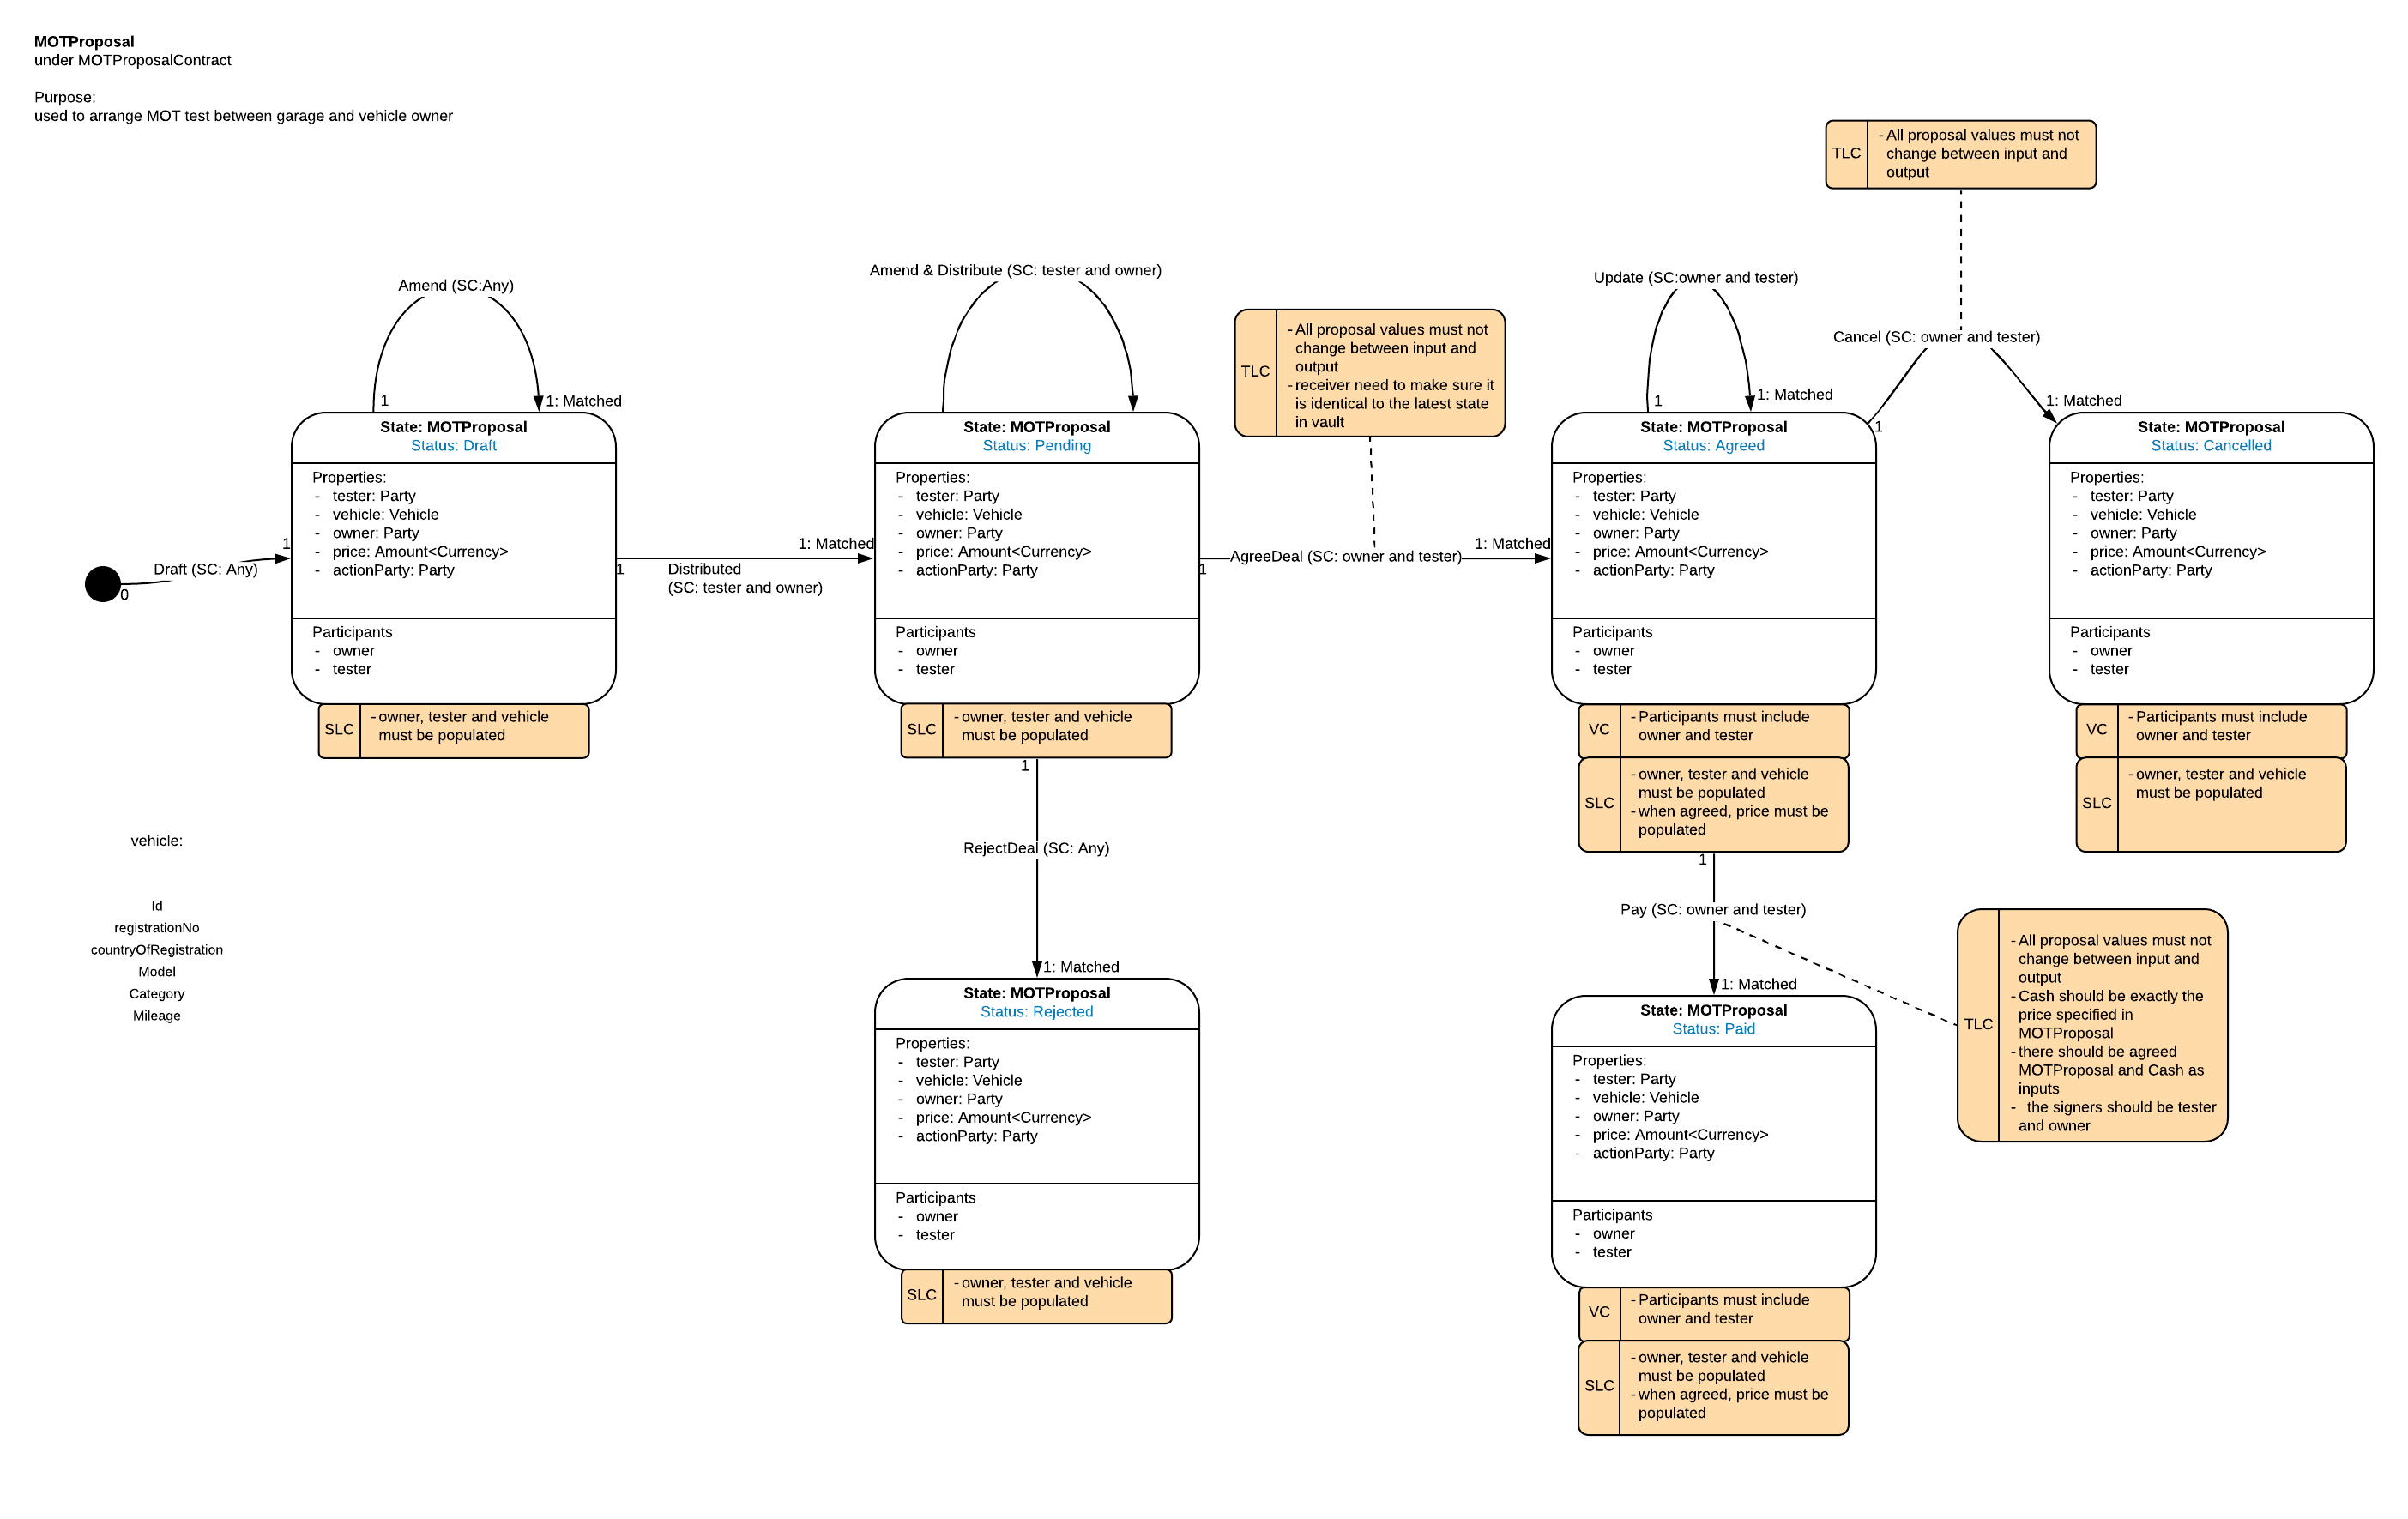 MOTProposal
under MOTProposalContract
Purpose:
used to arrange MOT test between garage and vehicle owner
TLC
- All proposal values must not
change between input and
output
Amend (SC:Any)
Amend & Distribute (SC: tester and owner)
Update (SC:owner and tester)
Cancel (SC: owner and tester)
TLC
- All proposal values must not
change between input and
output
- receiver need to make sure it
is identical to the latest state
in vault
1
1: Matched
1
1: Matched
1
1: Matched
0
Draft (SC: Any)
1
State: MOTProposal
Status: Draft
Properties:
- tester: Party
- vehicle: Vehicle
- owner: Party
- price: Amount<Currency>
- actionParty: Party
Participants
- owner
- tester
SLC
- owner, tester and vehicle
must be populated
1
Distributed
(SC: tester and owner)
1: Matched
State: MOTProposal
Status: Pending
Properties:
- tester: Party
- vehicle: Vehicle
- owner: Party
- price: Amount<Currency>
- actionParty: Party
Participants
- owner
- tester
SLC
- owner, tester and vehicle
must be populated
1
AgreeDeal (SC: owner and tester)
1: Matched
State: MOTProposal
Status: Agreed
Properties:
- tester: Party
- vehicle: Vehicle
- owner: Party
- price: Amount<Currency>
- actionParty: Party
Participants
- owner
- tester
VC
- Participants must include
owner and tester
SLC
- owner, tester and vehicle
must be populated
- when agreed, price must be
populated
State: MOTProposal
Status: Cancelled
Properties:
- tester: Party
- vehicle: Vehicle
- owner: Party
- price: Amount<Currency>
- actionParty: Party
Participants
- owner
- tester
VC
- Participants must include
owner and tester
SLC
- owner, tester and vehicle
must be populated
vehicle:
Id
registrationNo
countryOfRegistration
Model
Category
Mileage
1
RejectDeal (SC: Any)
1: Matched
State: MOTProposal
Status: Rejected
Properties:
- tester: Party
- vehicle: Vehicle
- owner: Party
- price: Amount<Currency>
- actionParty: Party
Participants
- owner
- tester
SLC
- owner, tester and vehicle
must be populated
1
Pay (SC: owner and tester)
1: Matched
State: MOTProposal
Status: Paid
Properties:
- tester: Party
- vehicle: Vehicle
- owner: Party
- price: Amount<Currency>
- actionParty: Party
Participants
- owner
- tester
VC
- Participants must include
owner and tester
SLC
- owner, tester and vehicle
must be populated
- when agreed, price must be
populated
TLC
- All proposal values must not
change between input and
output
- Cash should be exactly the
price specified in
MOTProposal
- there should be agreed
MOTProposal and Cash as
inputs
- the signers should be tester
and owner